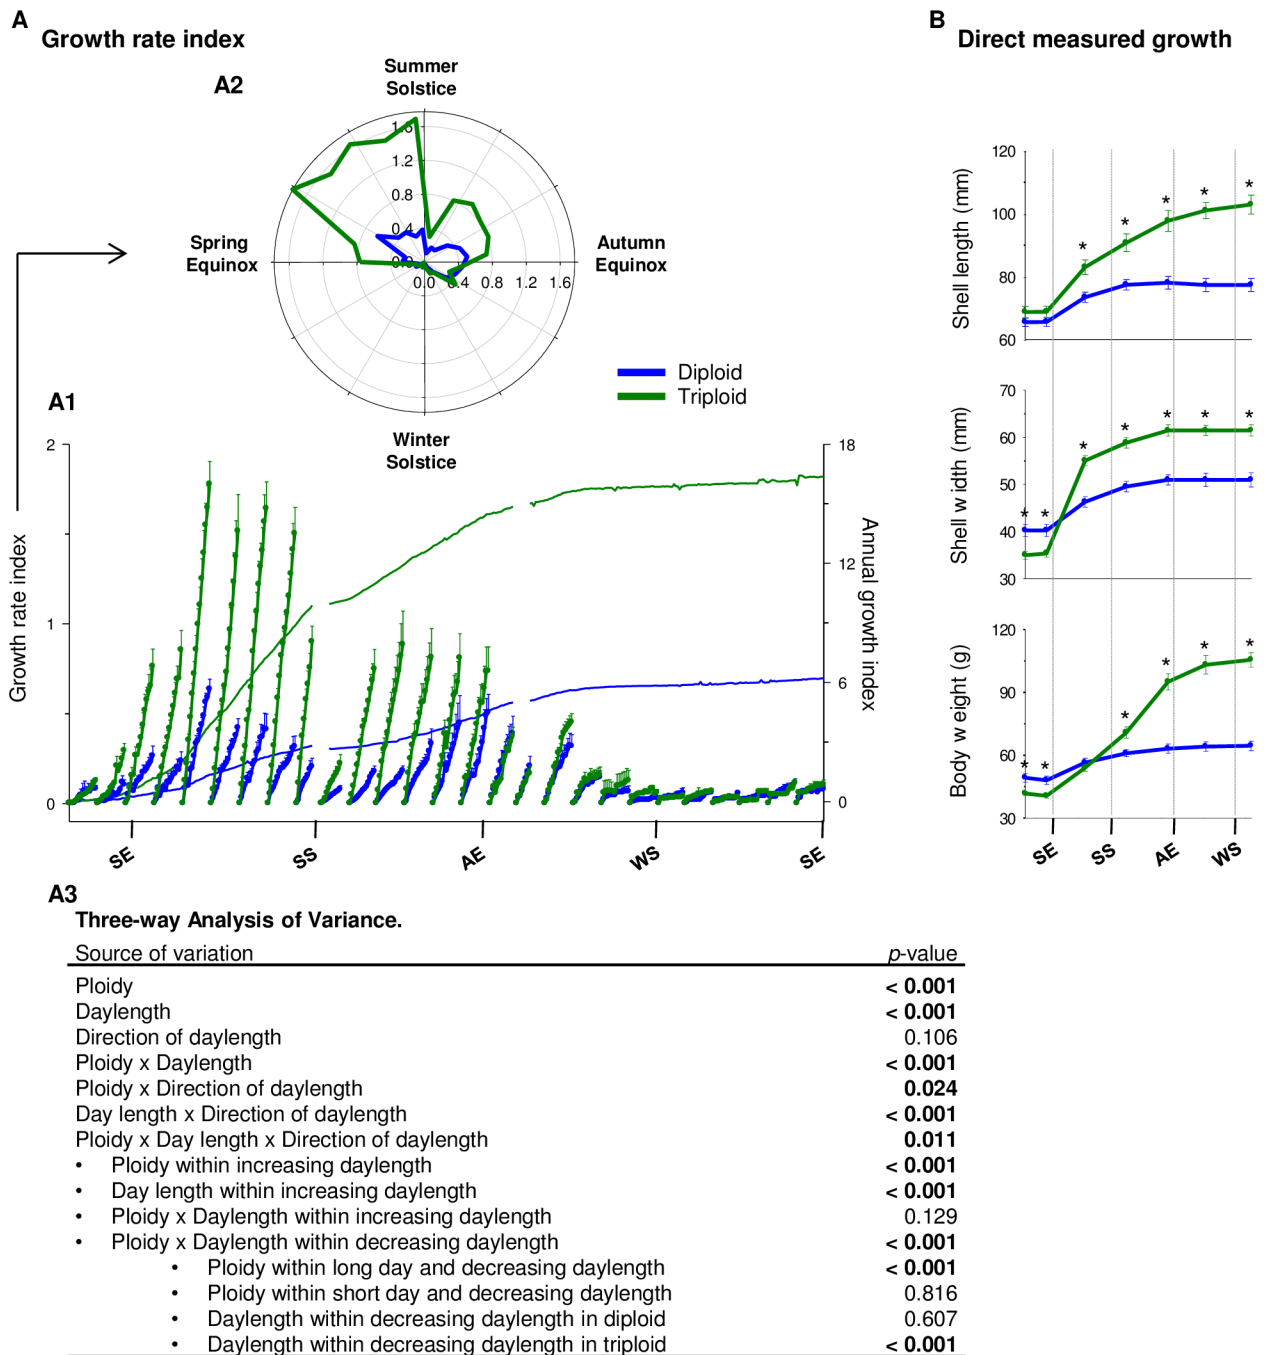 A
Growth rate index
B
Direct measured growth
A2
Summer
Solstice
1.6
1.2
0.8
0.4
0.0
Spring
Equinox
Autumn
Equinox
0.0 0.4 0.8 1.2 1.6
Winter
Solstice
Diploid
Triploid
A1
Growth rate index
2
1
0
18
12
6
0
Annual growth index
SE
SS
AE
WS
SE
Shell length (mm)
120
100
80
60
* * * * *
Shell w idth (mm)
70
60
50
40
30
* * * * * * *
Body w eight (g)
120
90
60
30
* * * * * *
SE
SS
AE
WS
A3
Three-way Analysis of Variance.
Source of variation p-value
Ploidy < 0.001
Daylength < 0.001
Direction of daylength 0.106
Ploidy x Daylength < 0.001
Ploidy x Direction of daylength 0.024
Day length x Direction of daylength < 0.001
Ploidy x Day length x Direction of daylength 0.011
• Ploidy within increasing daylength < 0.001
• Day length within increasing daylength < 0.001
• Ploidy x Daylength within increasing daylength 0.129
• Ploidy x Daylength within decreasing daylength < 0.001
• Ploidy within long day and decreasing daylength < 0.001
• Ploidy within short day and decreasing daylength 0.816
• Daylength within decreasing daylength in diploid 0.607
• Daylength within decreasing daylength in triploid < 0.001